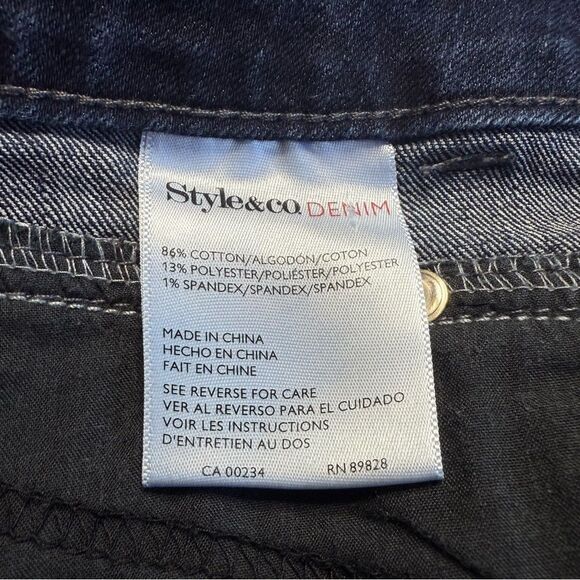 Style&co. DENIM
86% COTTON/ALGODÓN/COTON
13% POLYESTER/POLIÉSTER/POLYESTER
1% SPANDEX/SPANDEX/SPANDEX
MADE IN CHINA
HECHO EN CHINA
FAIT EN CHINE
SEE REVERSE FOR CARE
VER AL REVERSO PARA EL CUIDADO
VOIR LES INSTRUCTIONS
D'ENTRETIEN AU DOS
CA 00234 RN 89828